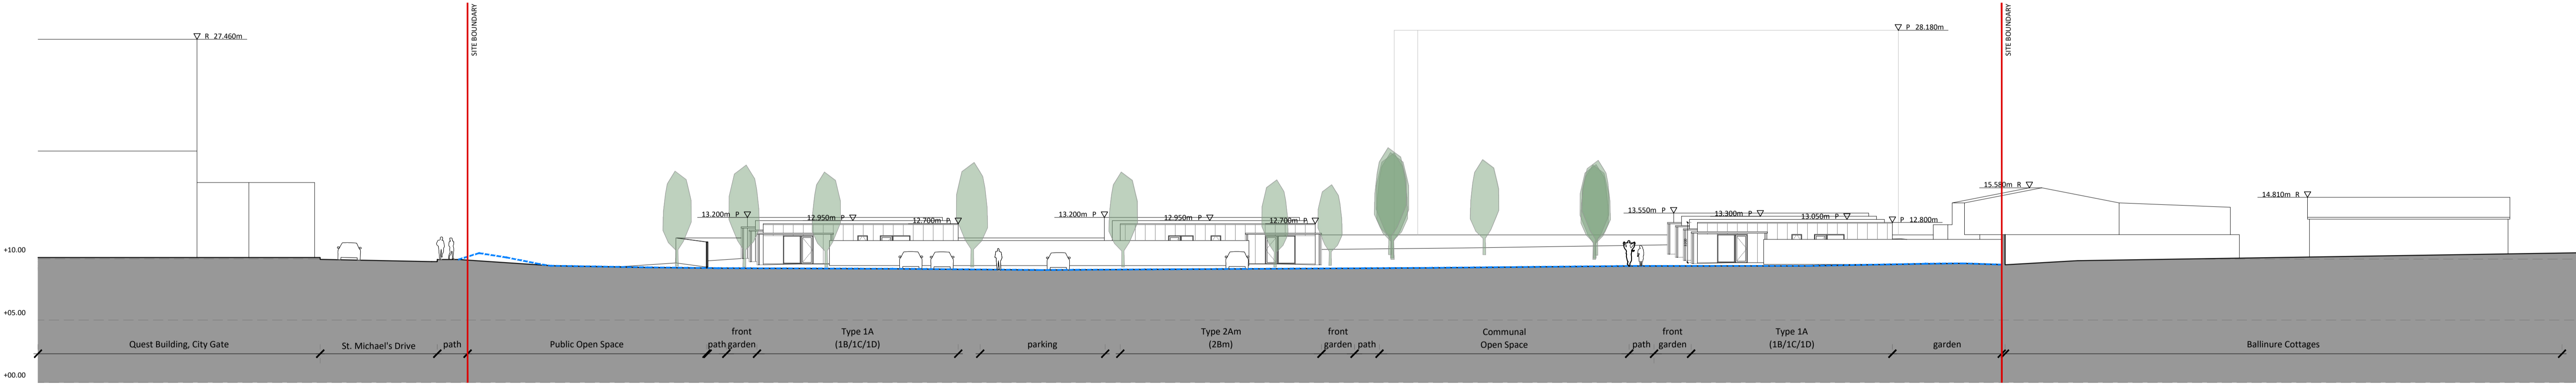 SITE BOUNDARY
SITE BOUNDARY
R 27.460m
P 28.180m
15.580m R
14.810m R
13.200m P
12.950m P
12.700m P
13.200m P
12.950m P
12.700m P
13.550m P
13.300m P
13.050m P
P 12.800m
+10.00
+05.00
+00.00
Quest Building, City Gate
St. Michael's Drive
path
Public Open Space
path
front
garden
Type 1A
(1B/1C/1D)
parking
Type 2Am
(2Bm)
front
garden
path
Communal
Open Space
path
front
garden
Type 1A
(1B/1C/1D)
garden
Ballinure Cottages